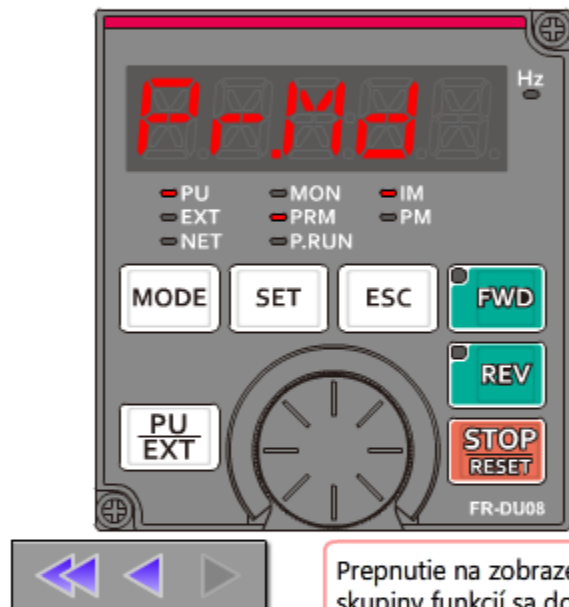 Hz
Pr.Md
PU MON IM
EXT PRM PM
NET P.RUN
MODE SET ESC FWD
REV
PU
EXT
STOP
RESET
FR-DU08
Prepnutie na
skupiny funkcií sa